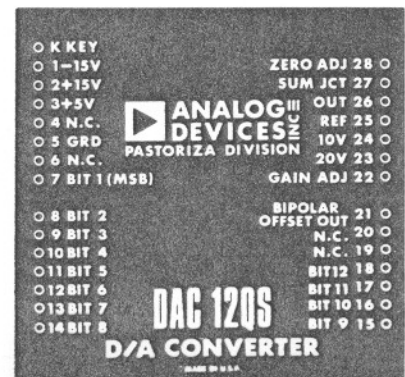 K KEY
1-15V
2+15V
3+5V
4 N.C.
5 GRD
6 N.C.
7 BIT 1 (MSB)
8 BIT 2
9 BIT 3
10 BIT 4
11 BIT 5
12 BIT 6
13 BIT 7
14 BIT 8
ANALOG
DEVICES
INC
PASTORIZA DIVISION
ZERO ADJ 28
SUM JCT 27
OUT 26
REF 25
10V 24
20V 23
GAIN ADJ 22
BIPOLAR
OFFSET OUT 21
N.C. 20
N.C. 19
BIT12 18
BIT11 17
BIT 10 16
BIT 9 15
DAC 12QS
D/A CONVERTER
MADE IN U.S.A.